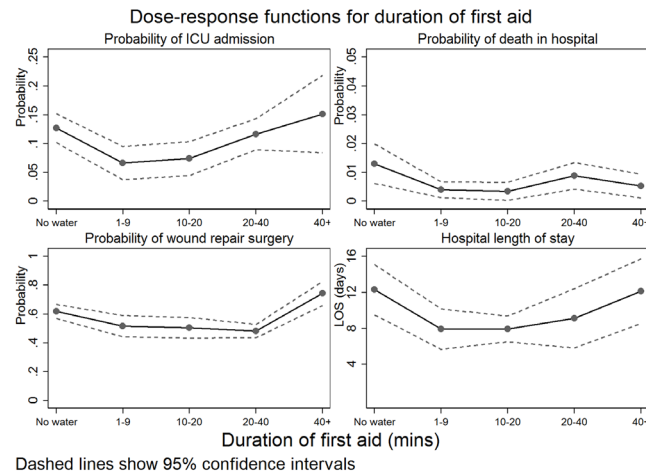 Dose-response functions for duration of first aid
Probability of ICU admission
Probability
.25
.2
.15
.1
.05
0
No water 1-9 10-20 20-40 40+
Probability of death in hospital
Probability
.05
.04
.03
.02
.01
0
No water 1-9 10-20 20-40 40+
Probability of wound repair surgery
Probability
1
.8
.6
.4
.2
0
No water 1-9 10-20 20-40 40+
Hospital length of stay
LOS (days)
16
12
8
4
No water 1-9 10-20 20-40 40+
Duration of first aid (mins)
Dashed lines show 95% confidence intervals